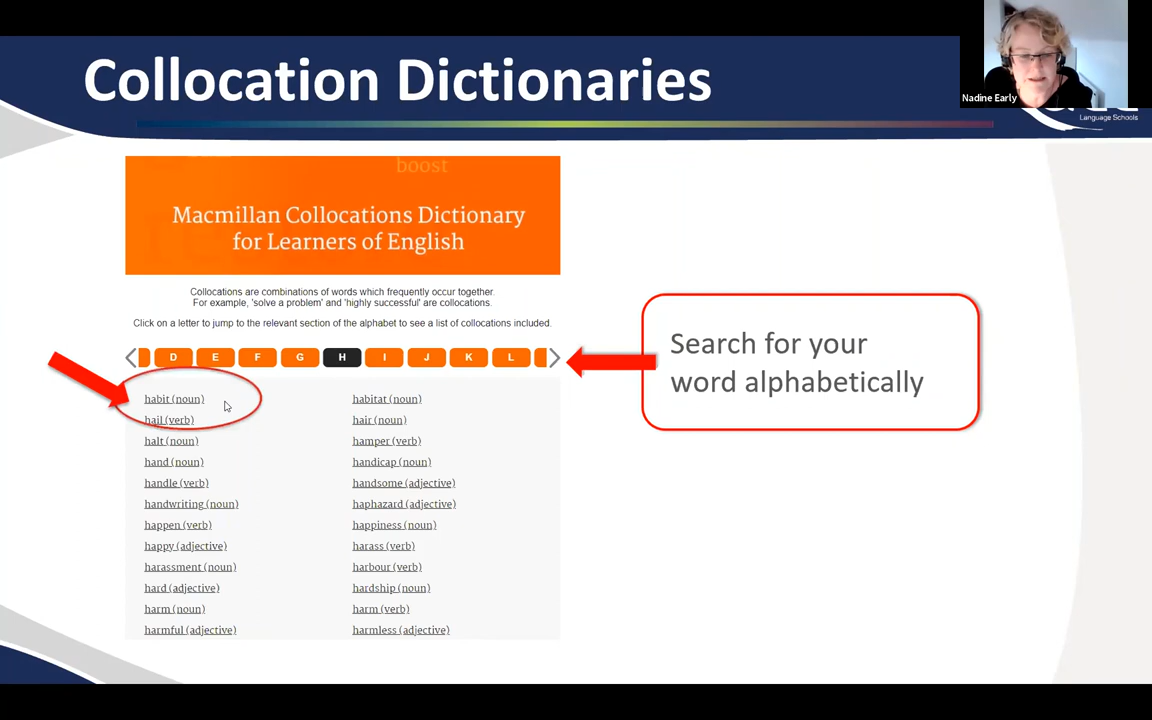 Collocation Dictionaries
Nadine Early
Language Schools
boost
Macmillan Collocations Dictionary
for Learners of English
Collocations are combinations of words which frequently occur together.
For example, 'solve a problem' and 'highly successful' are collocations.
Click on a letter to jump to the relevant section of the alphabet to see a list of collocations included.
D E F G H I J K L
Search for your
word alphabetically
habit (noun) habitat (noun)
hail (verb) hair (noun)
halt (noun) hamper (verb)
hand (noun) handicap (noun)
handle (verb) handsome (adjective)
handwriting (noun) haphazard (adjective)
happen (verb) happiness (noun)
happy (adjective) harass (verb)
harassment (noun) harbour (verb)
hard (adjective) hardship (noun)
harm (noun) harm (verb)
harmful (adjective) harmless (adjective)